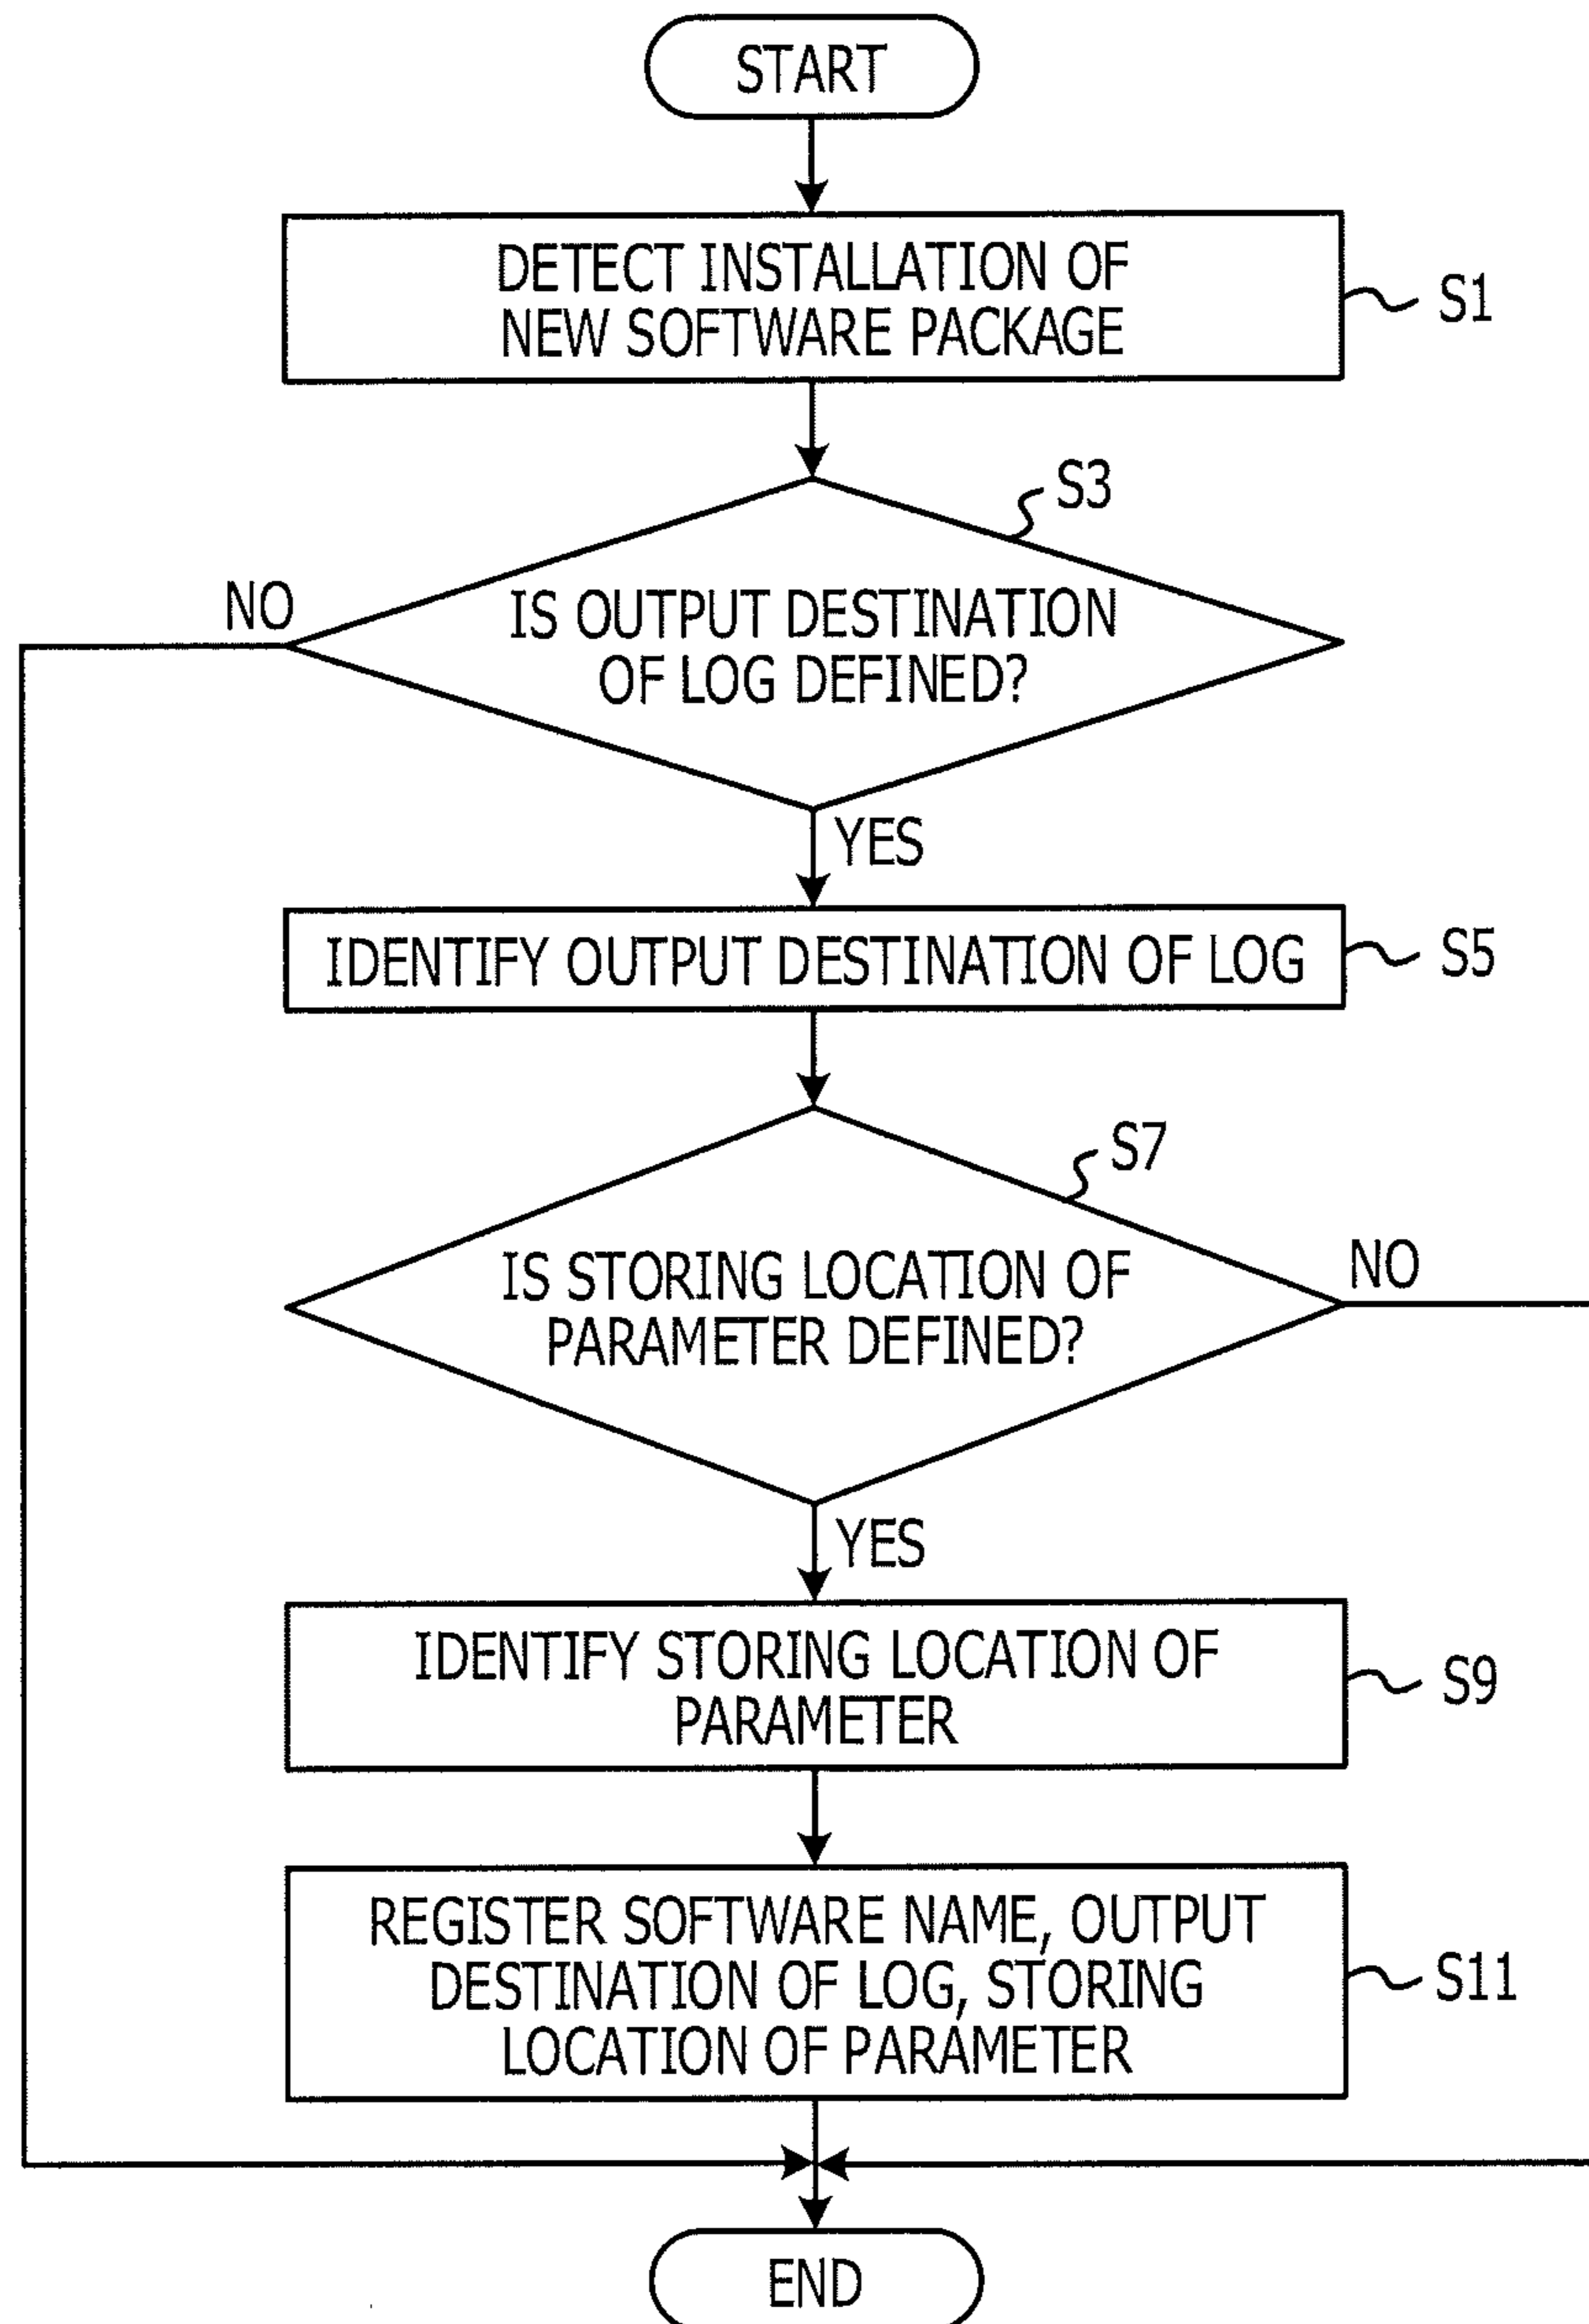 START
DETECT INSTALLATION OF
NEW SOFTWARE PACKAGE
S1
S3
NO
IS OUTPUT DESTINATION
OF LOG DEFINED?
YES
IDENTIFY OUTPUT DESTINATION OF LOG
S5
S7
IS STORING LOCATION OF
PARAMETER DEFINED?
NO
YES
IDENTIFY STORING LOCATION OF
PARAMETER
S9
REGISTER SOFTWARE NAME, OUTPUT
DESTINATION OF LOG, STORING
LOCATION OF PARAMETER
S11
END